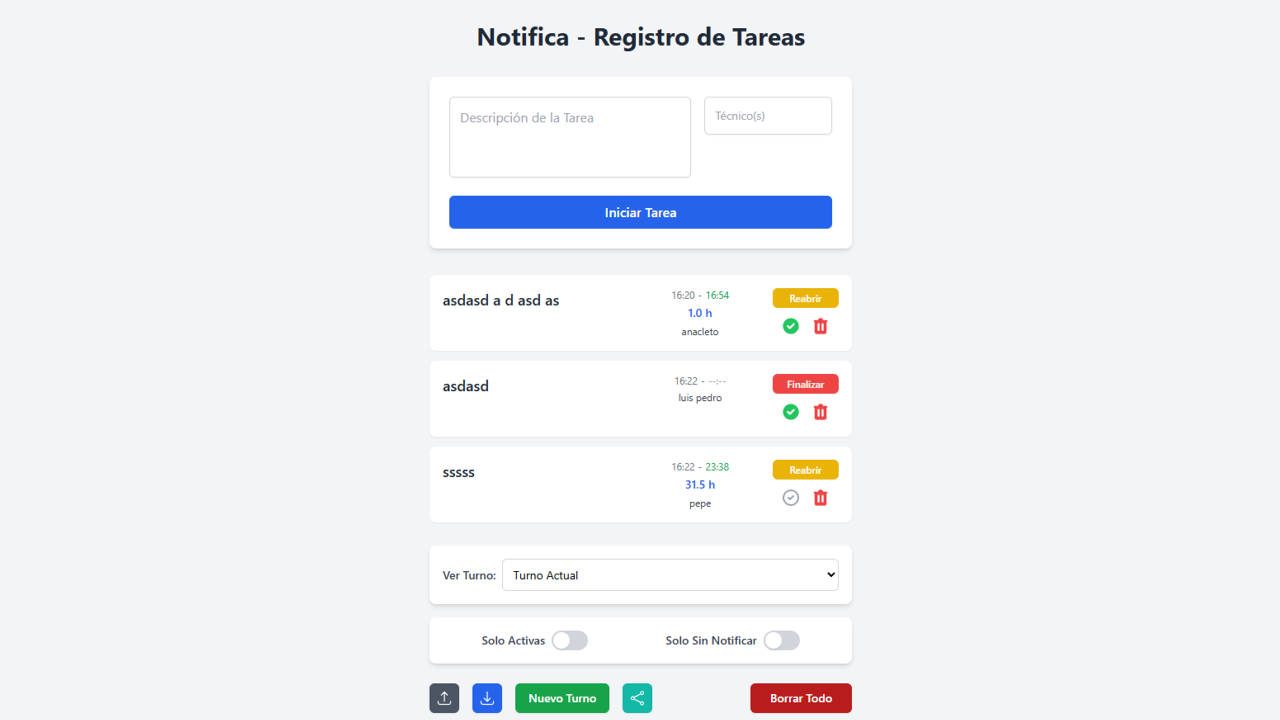 Notifica - Registro de Tareas
Descripción de la Tarea
Técnico(s)
Iniciar Tarea
asdasd a d asd as
16:20 - 16:54
1.0 h
anacleto
Reabrir
asdasd
16:22 - --:--
luis pedro
Finalizar
sssss
16:22 - 23:38
31.5 h
pepe
Reabrir
Ver Turno:
Turno Actual
Solo Activas
Solo Sin Notificar
Nuevo Turno
Borrar Todo